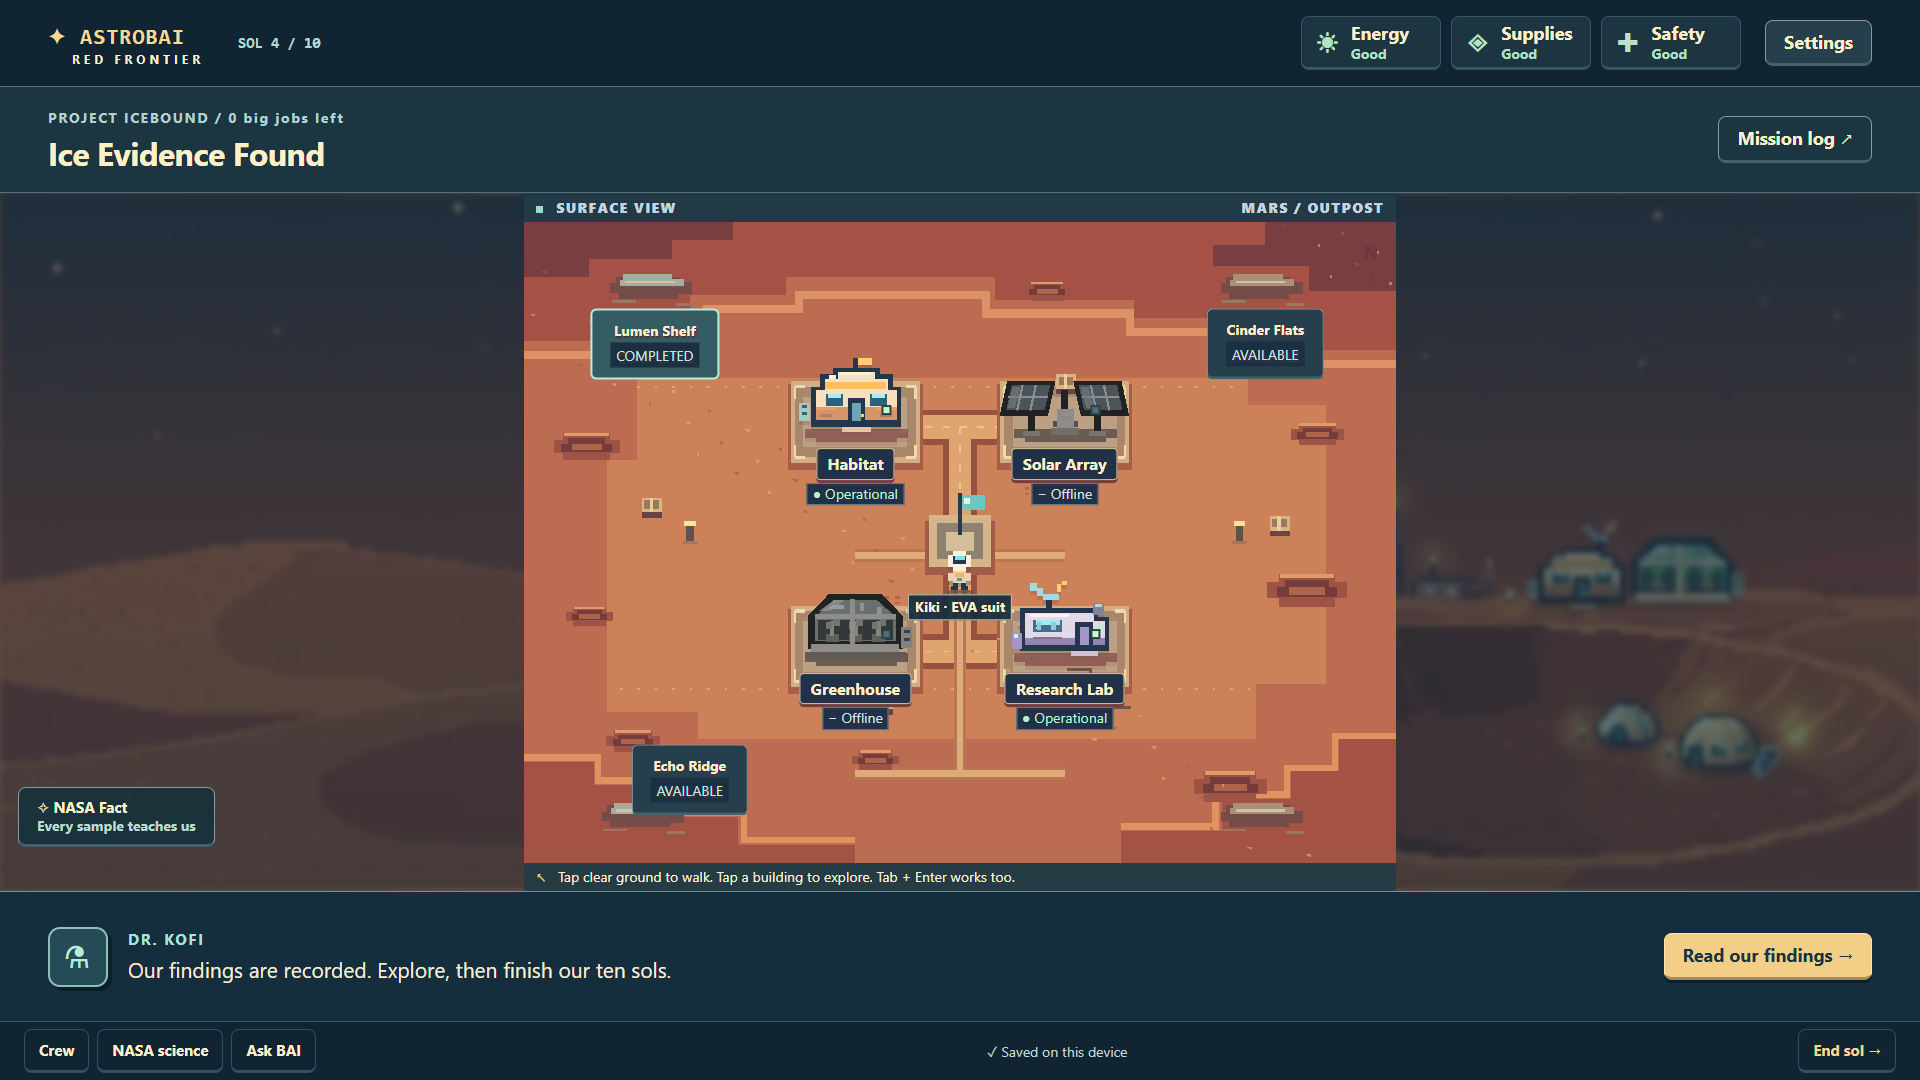 ✦ ASTROBAI
RED FRONTIER
SOL 4 / 10
Energy
Good
Supplies
Good
Safety
Good
Settings
PROJECT ICEBOUND / 0 big jobs left
Ice Evidence Found
Mission log ↗
SURFACE VIEW
MARS / OUTPOST
N
Lumen Shelf
COMPLETED
Cinder Flats
AVAILABLE
Habitat
• Operational
Solar Array
– Offline
Kiki · EVA suit
Greenhouse
– Offline
Research Lab
• Operational
Echo Ridge
AVAILABLE
✧ NASA Fact
Every sample teaches us
↖ Tap clear ground to walk. Tap a building to explore. Tab + Enter works too.
DR. KOFI
Our findings are recorded. Explore, then finish our ten sols.
Read our findings →
Crew
NASA science
Ask BAI
✓ Saved on this device
End sol →